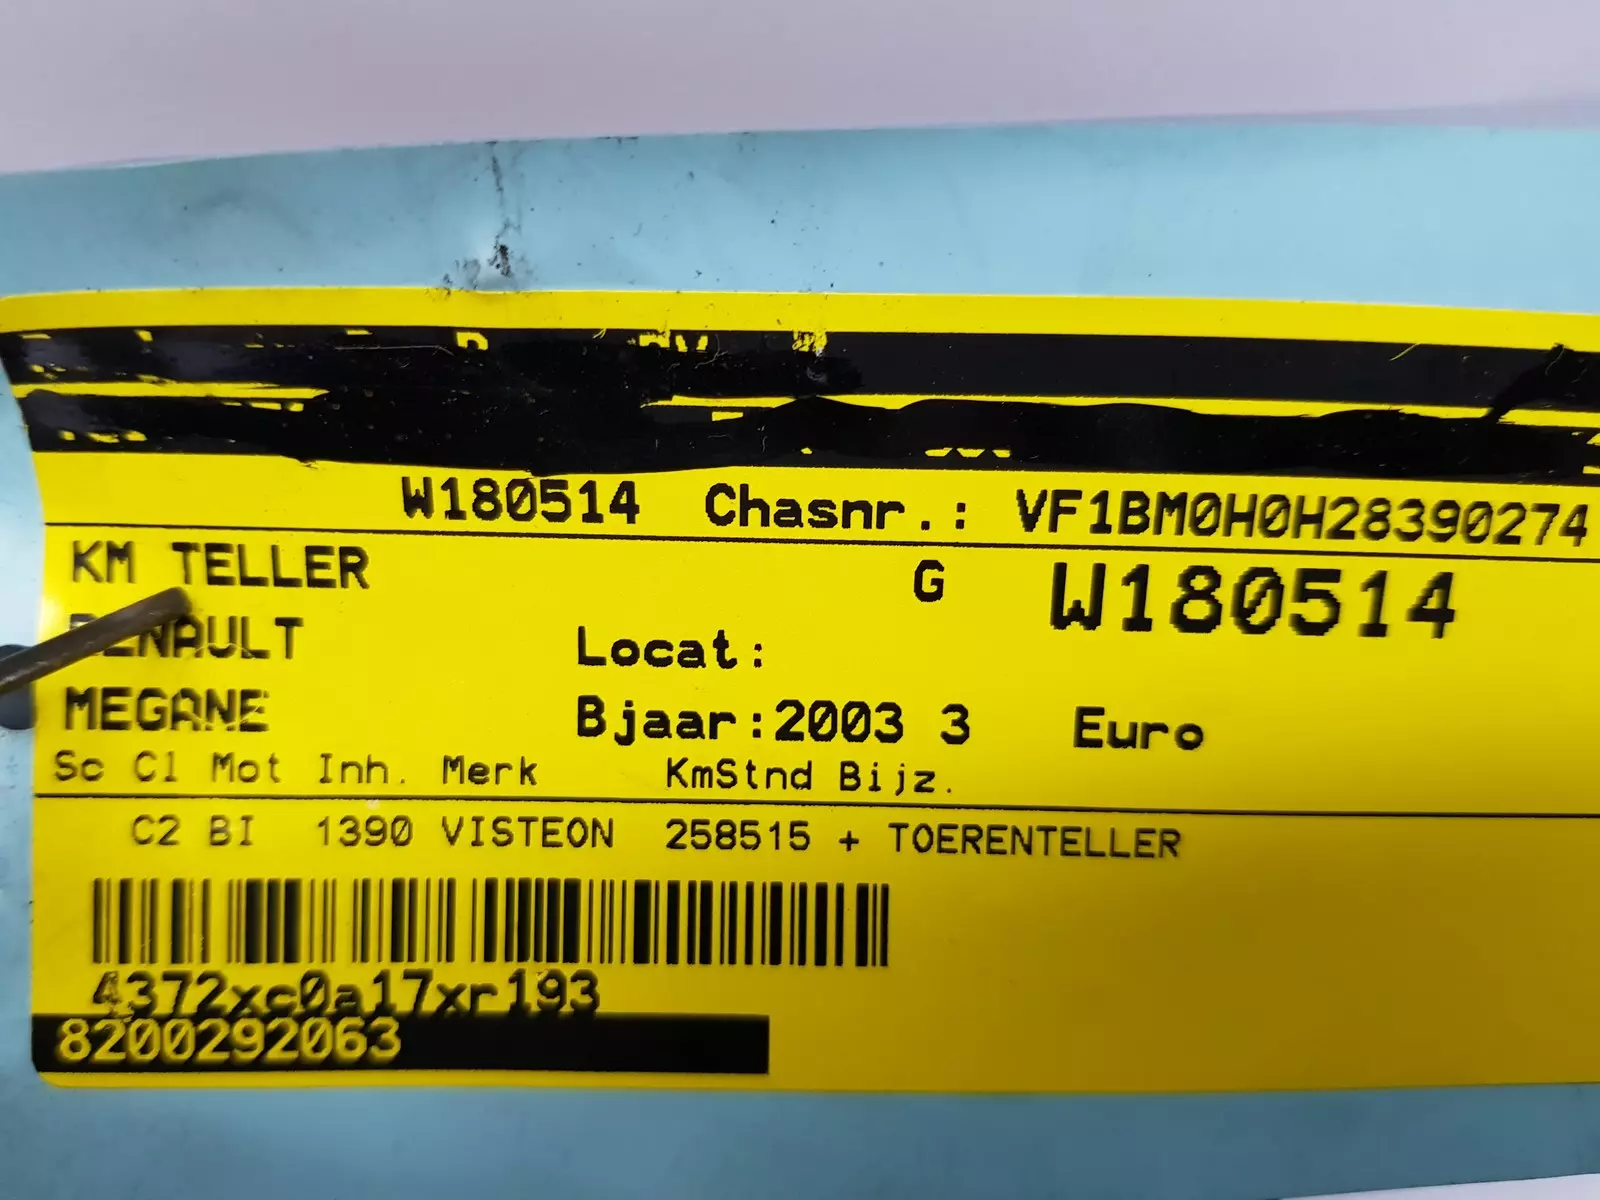 W180514 Chasnr.: VF1BM0H0H28390274
KM TELLER G W180514
RENAULT Locat:
MEGANE Bjaar:2003 3 Euro
Sc Cl Mot Inh. Merk KmStnd Bijz.
C2 BI 1390 VISTEON 258515 + TOERENTELLER
4372xc0a17xr193
8200292063